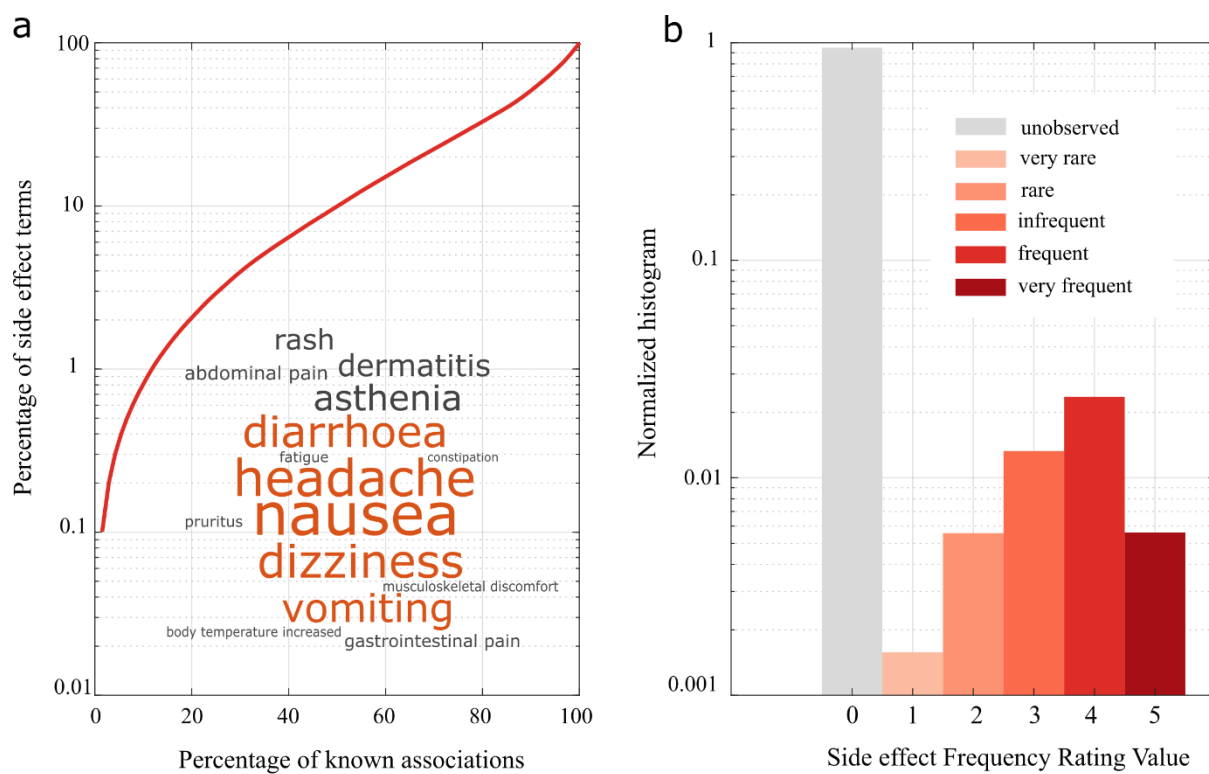 a
Percentage of side effect terms
100
10
1
0.1
0.01
0
20
40
60
80
100
Percentage of known associations
rash
dermatitis
abdominal pain
asthenia
diarrhoea
fatigue
constipation
headache
nausea
pruritus
dizziness
musculoskeletal discomfort
vomiting
body temperature increased
gastrointestinal pain
b
Normalized histogram
1
0.1
0.01
0.001
unobserved
very rare
rare
infrequent
frequent
very frequent
0
1
2
3
4
5
Side effect Frequency Rating Value